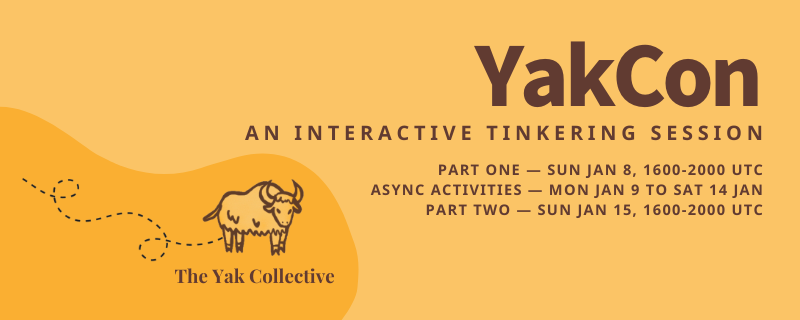 YakCon
AN INTERACTIVE TINKERING SESSION
PART ONE — SUN JAN 8, 1600-2000 UTC
ASYNC ACTIVITIES — MON JAN 9 TO SAT 14 JAN
PART TWO — SUN JAN 15, 1600-2000 UTC
The Yak Collective